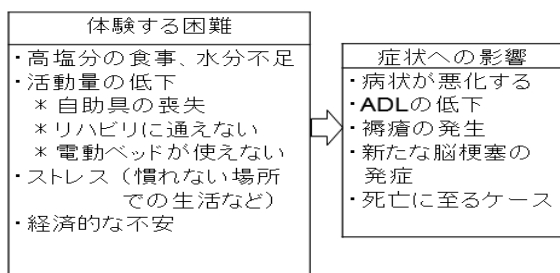 体験する困難
・高塩分の食事、水分不足
・活動量の低下
＊自助具の喪失
＊リハビリに通えない
＊電動ベッドが使えない
・ストレス（慣れない場所
での生活など）
・経済的な不安
症状への影響
・病状が悪化する
・ADLの低下
・褥瘡の発生
・新たな脳梗塞の
発症
・死亡に至るケース